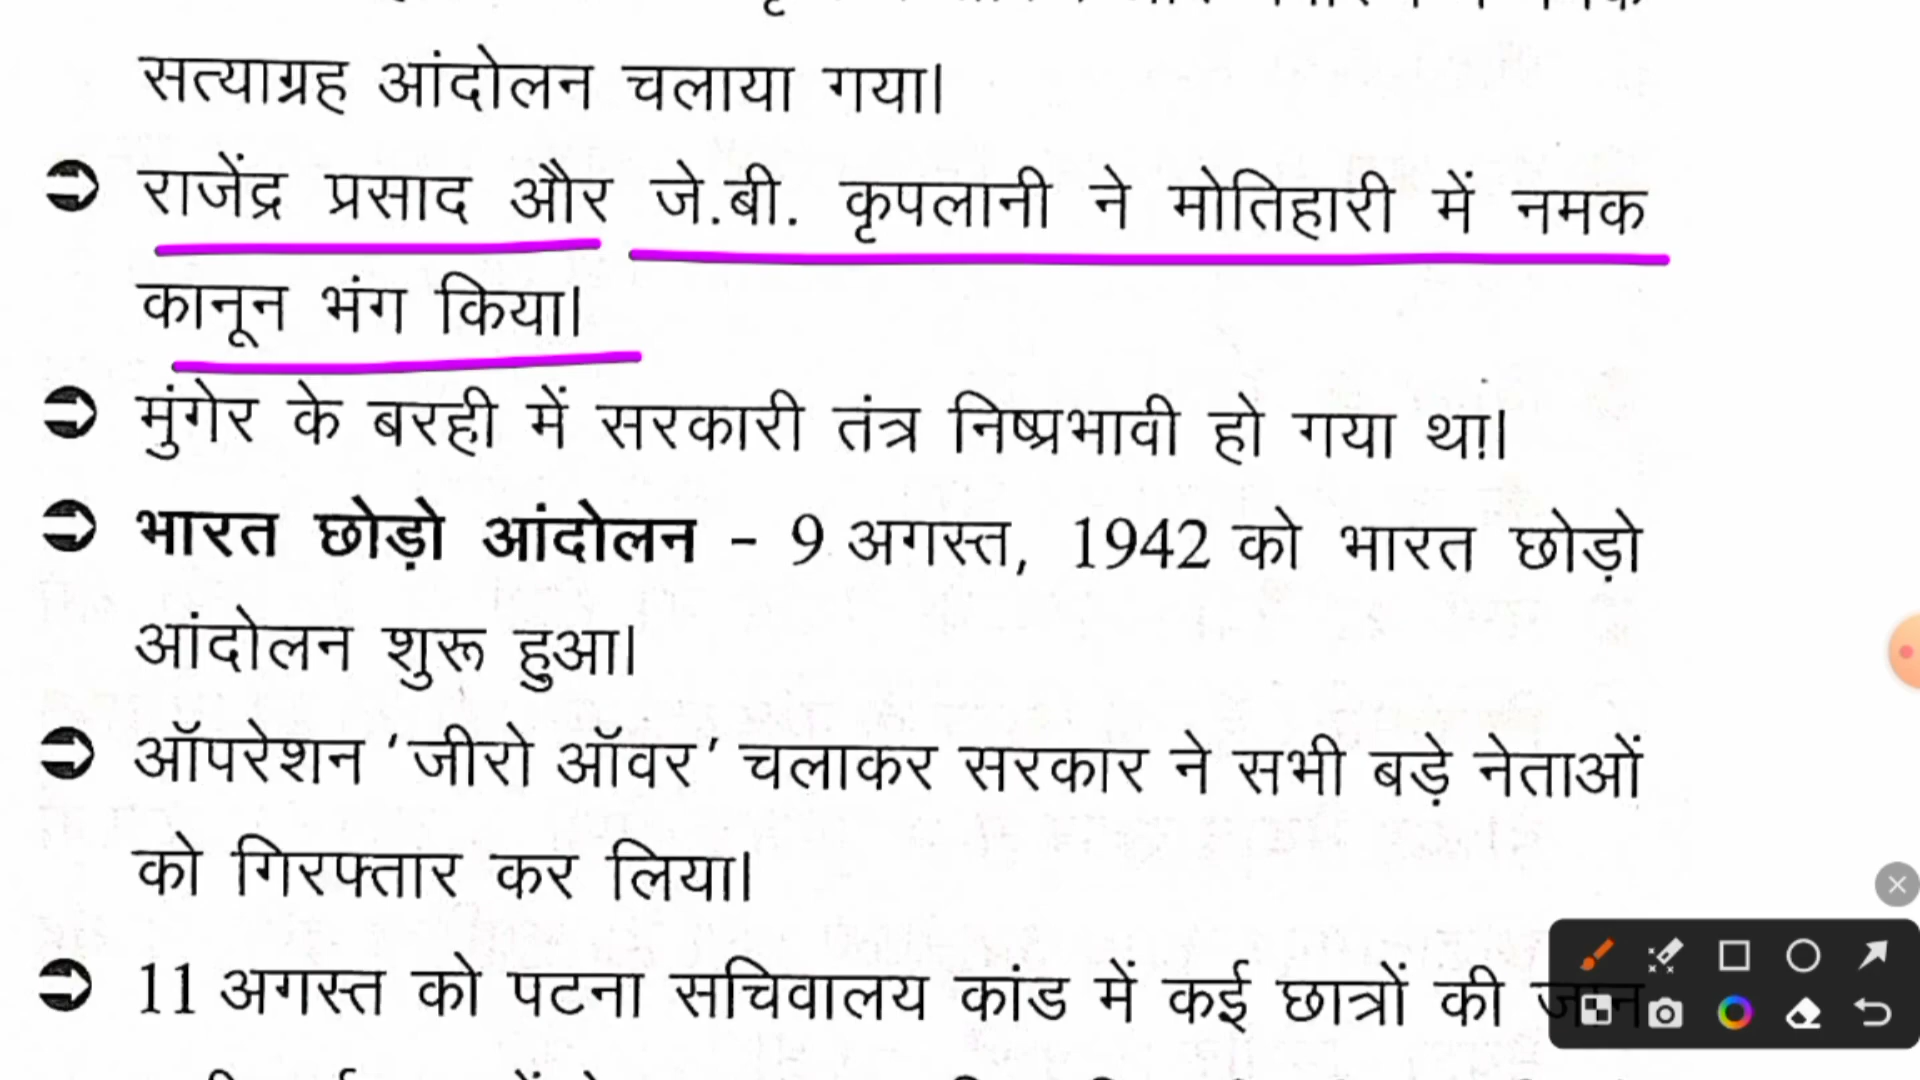 सत्याग्रह आंदोलन चलाया गया।
राजेंद्र प्रसाद और जे.बी. कृपलानी ने मोतिहारी में नमक
कानून भंग किया।
मुंगेर के बरही में सरकारी तंत्र निष्प्रभावी हो गया था।
भारत छोड़ो आंदोलन - 9 अगस्त, 1942 को भारत छोड़ो
आंदोलन शुरू हुआ।
ऑपरेशन 'जीरो ऑवर' चलाकर सरकार ने सभी बड़े नेताओं
को गिरफ्तार कर लिया।
11 अगस्त को पटना सचिवालय कांड में कई छात्रों की जान